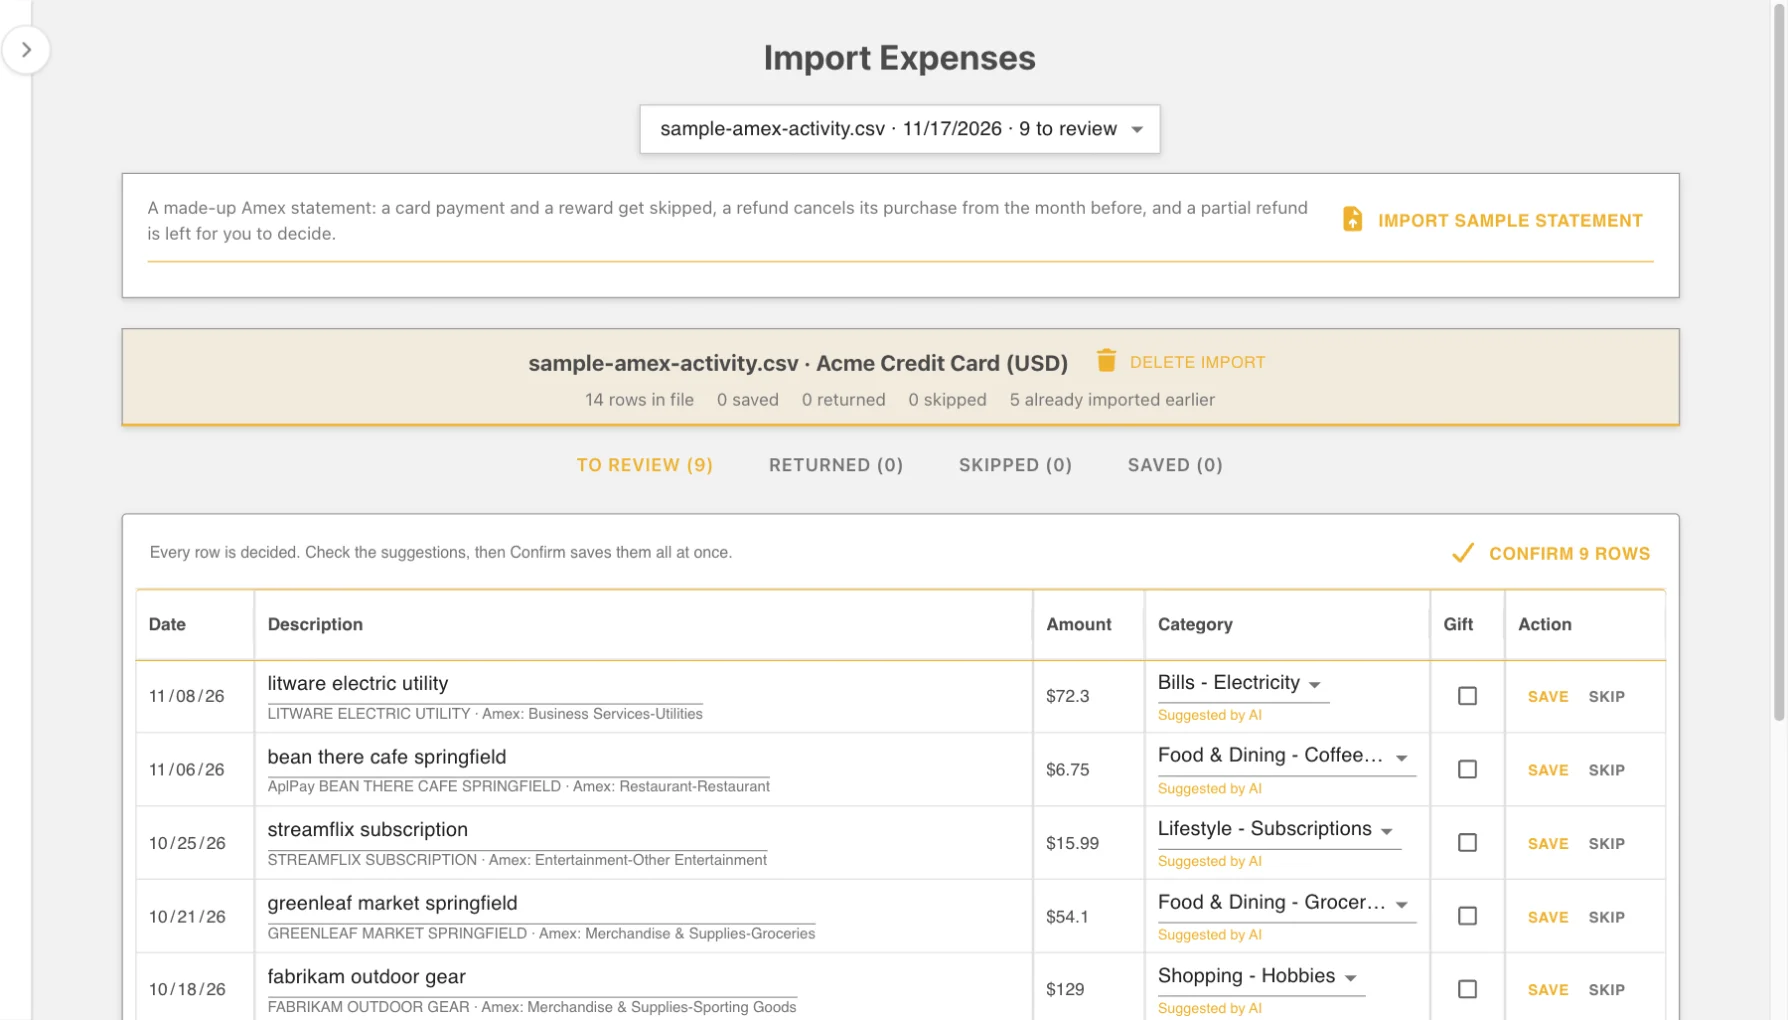 Import Expenses
sample-amex-activity.csv · 11/17/2026 · 9 to review
A made-up Amex statement: a card payment and a reward get skipped, a refund cancels its purchase from the month before, and a partial refund
is left for you to decide.
IMPORT SAMPLE STATEMENT
sample-amex-activity.csv · Acme Credit Card (USD)
DELETE IMPORT
14 rows in file 0 saved 0 returned 0 skipped 5 already imported earlier
TO REVIEW (9) RETURNED (0) SKIPPED (0) SAVED (0)
Every row is decided. Check the suggestions, then Confirm saves them all at once.
CONFIRM 9 ROWS
Date Description Amount Category Gift Action
11/08/26
litware electric utility
LITWARE ELECTRIC UTILITY · Amex: Business Services-Utilities
$72.3
Bills - Electricity
Suggested by AI
SAVE SKIP
11/06/26
bean there cafe springfield
AplPay BEAN THERE CAFE SPRINGFIELD · Amex: Restaurant-Restaurant
$6.75
Food & Dining - Coffee...
Suggested by AI
SAVE SKIP
10/25/26
streamflix subscription
STREAMFLIX SUBSCRIPTION · Amex: Entertainment-Other Entertainment
$15.99
Lifestyle - Subscriptions
Suggested by AI
SAVE SKIP
10/21/26
greenleaf market springfield
GREENLEAF MARKET SPRINGFIELD · Amex: Merchandise & Supplies-Groceries
$54.1
Food & Dining - Grocer...
Suggested by AI
SAVE SKIP
10/18/26
fabrikam outdoor gear
FABRIKAM OUTDOOR GEAR · Amex: Merchandise & Supplies-Sporting Goods
$129
Shopping - Hobbies
Suggested by AI
SAVE SKIP